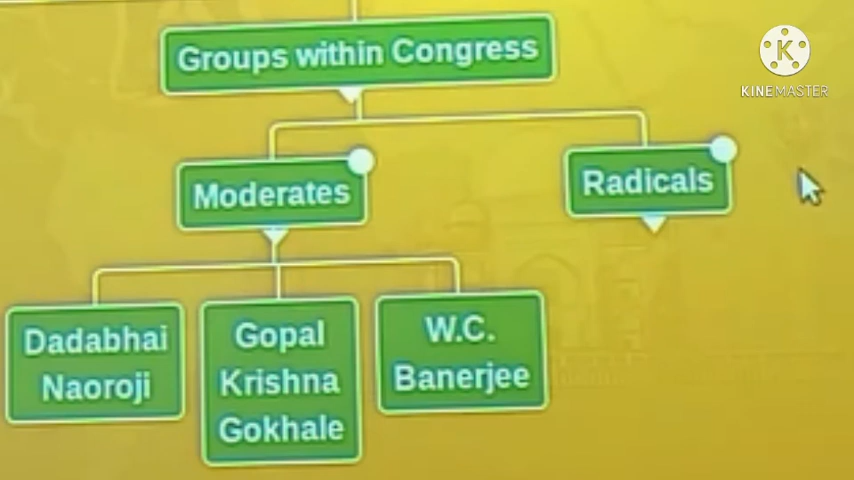 Groups within Congress
KINEMASTER
Moderates
Radicals
Dadabhai
Naoroji
Gopal
Krishna
Gokhale
W.C.
Banerjee